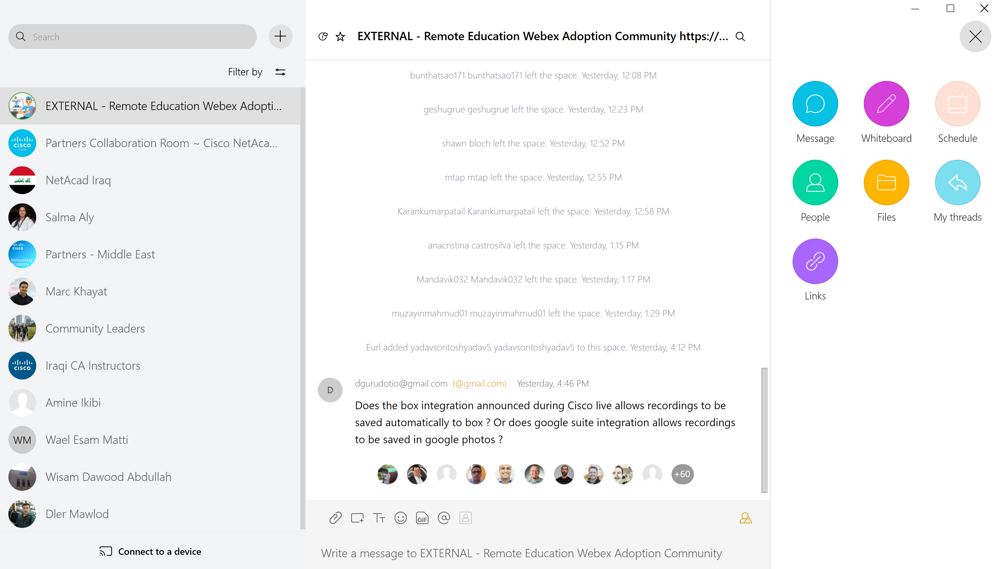 Search
Filter by
EXTERNAL - Remote Education Webex Adopti...
CISCO
EMEAR
Partners Collaboration Room ~ Cisco NetAca...
الله اكبر
NetAcad Iraq
Salma Aly
CISCO
Networking
Academy
Partners - Middle East
Marc Khayat
Community Leaders
CISCO
Iraqi CA Instructors
Amine Ikibi
WM
Wael Esam Matti
Wisam Dawood Abdullah
Dler Mawlod
Connect to a device
EXTERNAL - Remote Education Webex Adoption Community https://...
bunthatsao171 bunthatsao171 left the space. Yesterday, 12:08 PM
geshugrue geshugrue left the space. Yesterday, 12:23 PM
shawn bloch left the space. Yesterday, 12:52 PM
mtap mtap left the space. Yesterday, 12:55 PM
Karankumarpatail Karankumarpatail left the space. Yesterday, 12:58 PM
anacristina castrosilva left the space. Yesterday, 1:15 PM
Mandavik032 Mandavik032 left the space. Yesterday, 1:17 PM
muzayinmahmud01 muzayinmahmud01 left the space. Yesterday, 1:29 PM
Eurl added yadavsontoshyadav5 yadavsontoshyadav5 to this space. Yesterday, 4:12 PM
D
dgurudotio@gmail.com (@gmail.com) Yesterday, 4:46 PM
Does the box integration announced during Cisco live allows recordings to be
saved automatically to box ? Or does google suite integration allows recordings
to be saved in google photos ?
+60
GIF
Write a message to EXTERNAL - Remote Education Webex Adoption Community
Message
Whiteboard
Schedule
People
Files
My threads
Links